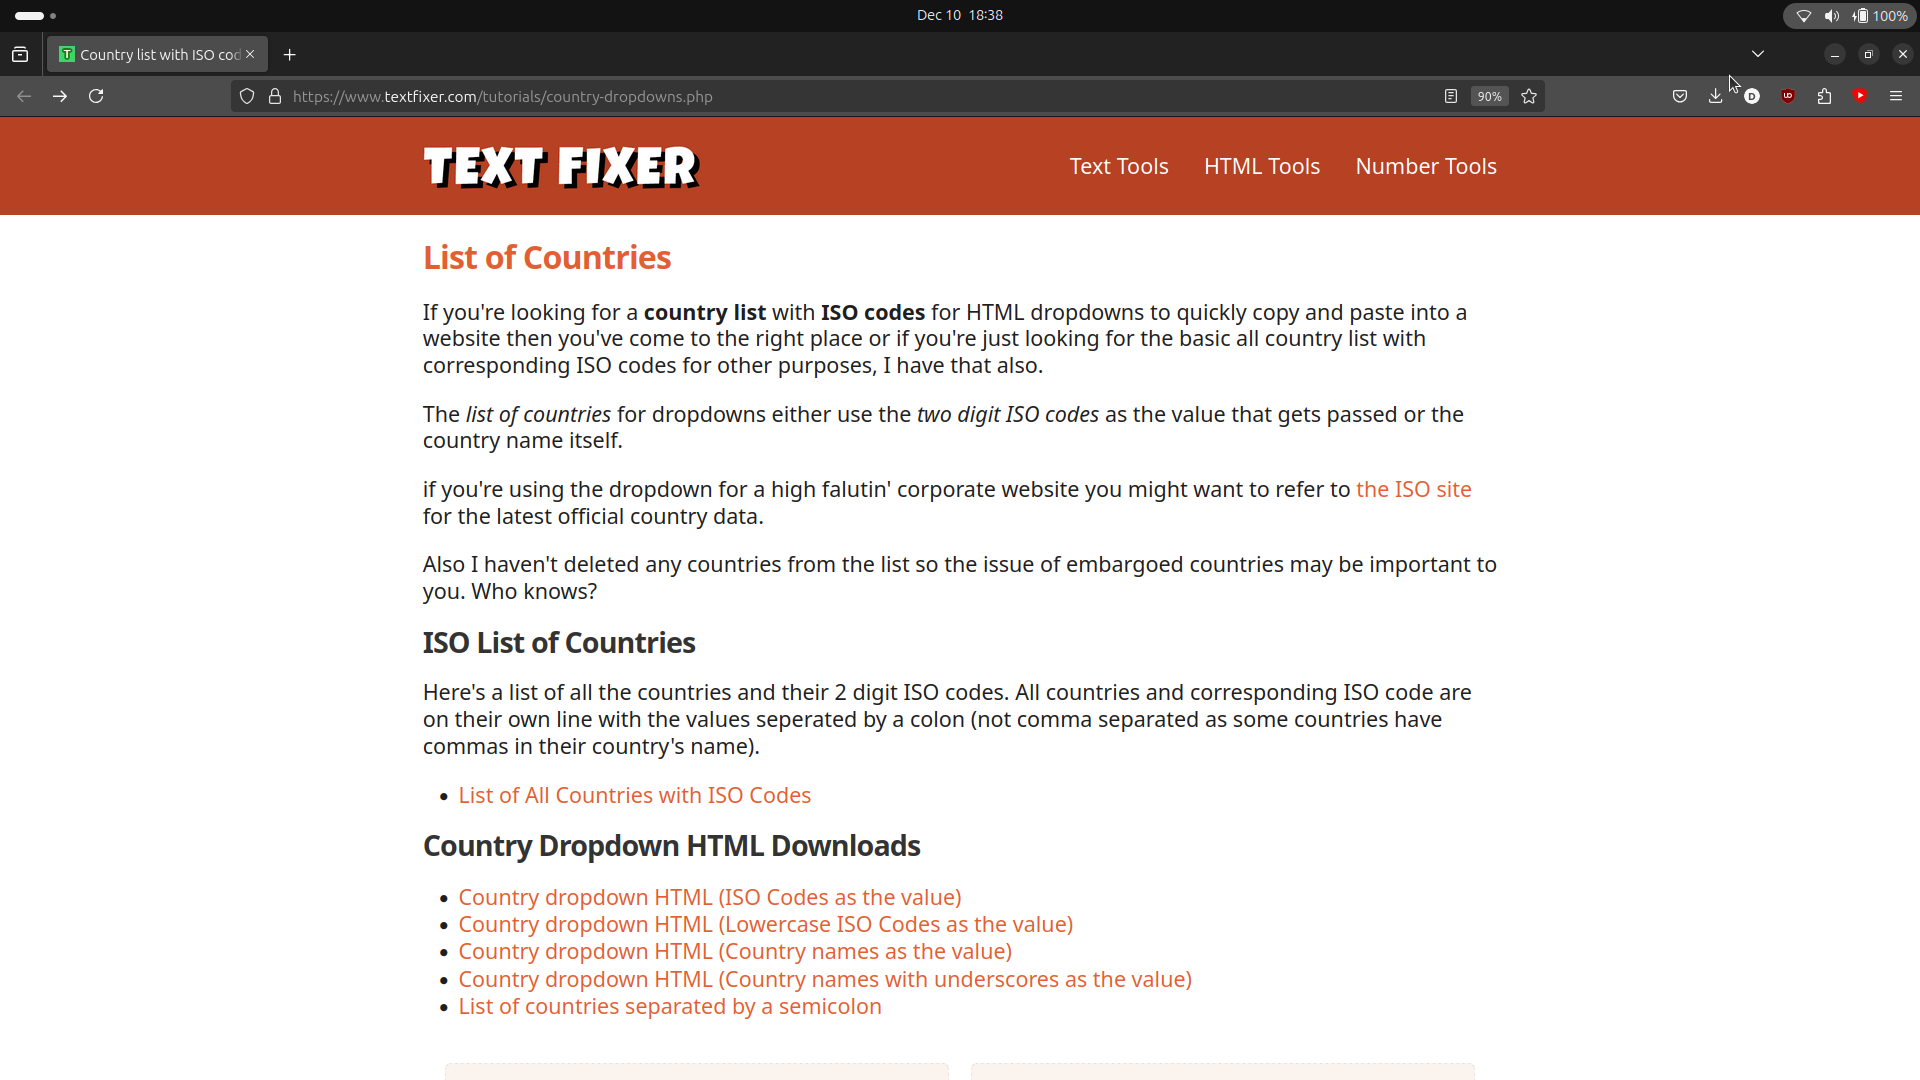 Dec 10 18:38
100%
Country list with ISO cod
https://www.textfixer.com/tutorials/country-dropdowns.php
90%
TEXT FIXER
Text Tools
HTML Tools
Number Tools
List of Countries
If you're looking for a country list with ISO codes for HTML dropdowns to quickly copy and paste into a
website then you've come to the right place or if you're just looking for the basic all country list with
corresponding ISO codes for other purposes, I have that also.
The list of countries for dropdowns either use the two digit ISO codes as the value that gets passed or the
country name itself.
if you're using the dropdown for a high falutin' corporate website you might want to refer to the ISO site
for the latest official country data.
Also I haven't deleted any countries from the list so the issue of embargoed countries may be important to
you. Who knows?
ISO List of Countries
Here's a list of all the countries and their 2 digit ISO codes. All countries and corresponding ISO code are
on their own line with the values seperated by a colon (not comma separated as some countries have
commas in their country's name).
• List of All Countries with ISO Codes
Country Dropdown HTML Downloads
• Country dropdown HTML (ISO Codes as the value)
• Country dropdown HTML (Lowercase ISO Codes as the value)
• Country dropdown HTML (Country names as the value)
• Country dropdown HTML (Country names with underscores as the value)
• List of countries separated by a semicolon